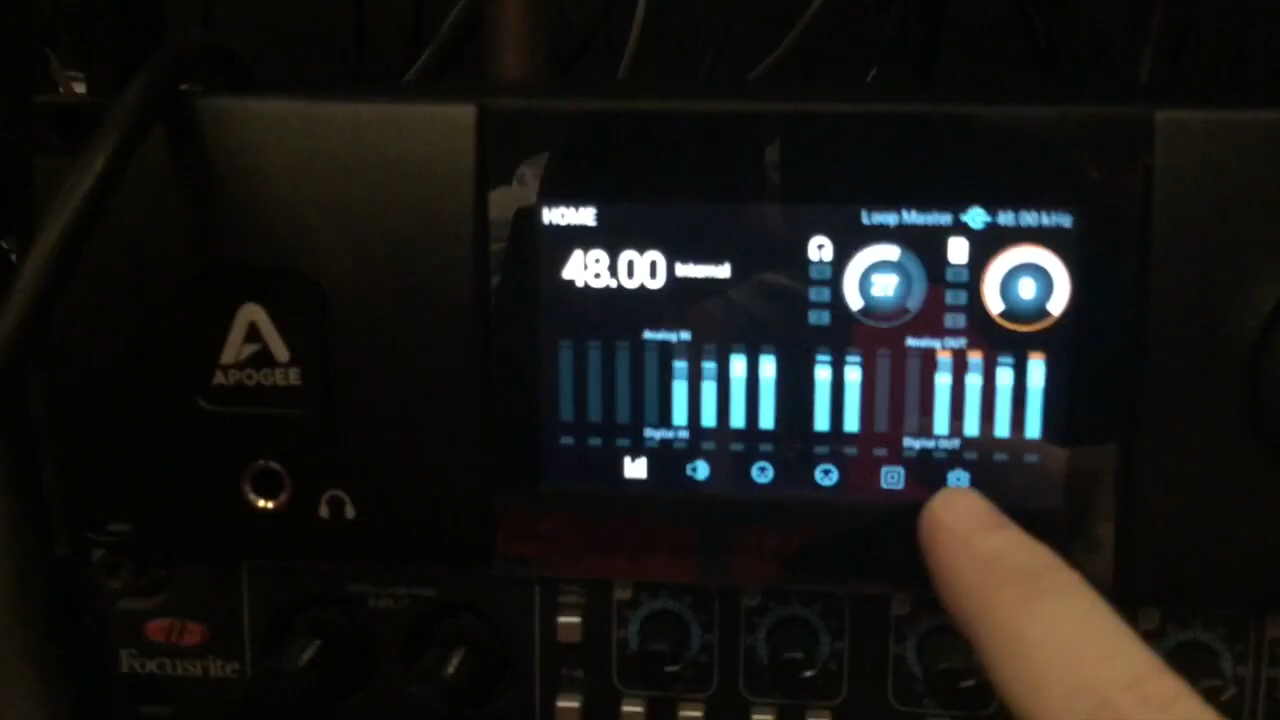 HOME
Loop Master 48.00 kHz
48.00 Internal
27
Analog IN
Analog OUT
APOGEE
Digital IN
Digital OUT
Focusrite
INPUT